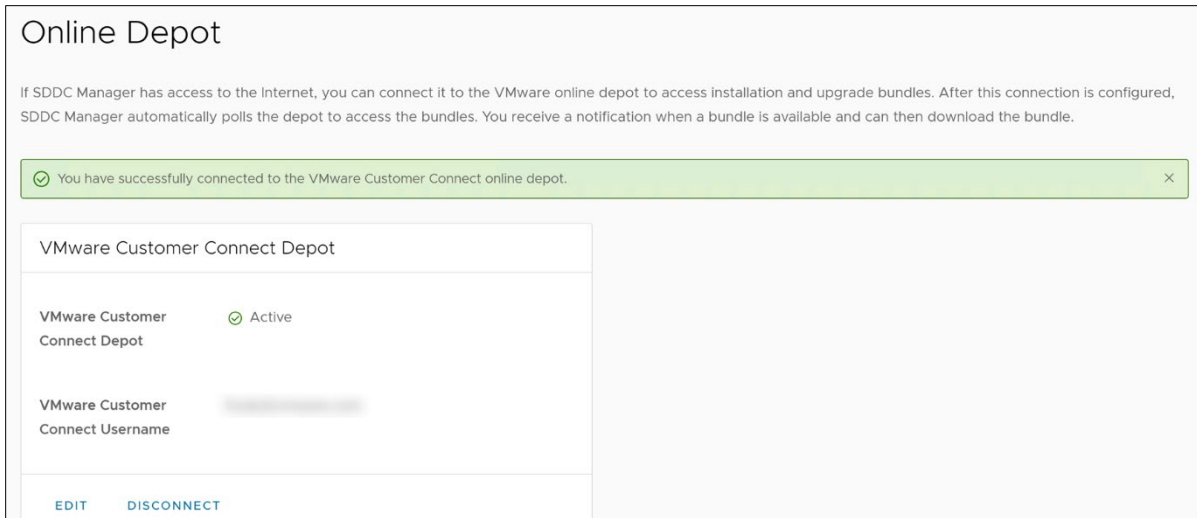 Online Depot
If SDDC Manager has access to the Internet, you can connect it to the VMware online depot to access installation and upgrade bundles. After this connection is configured,
SDDC Manager automatically polls the depot to access the bundles. You receive a notification when a bundle is available and can then download the bundle.
You have successfully connected to the VMware Customer Connect online depot.
VMware Customer Connect Depot
VMware Customer Active
Connect Depot
VMware Customer
Connect Username
EDIT DISCONNECT